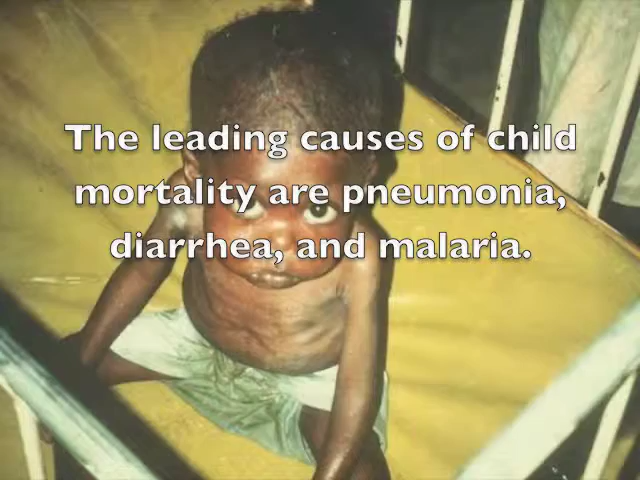 The leading causes of child
mortality are pneumonia,
diarrhea, and malaria.